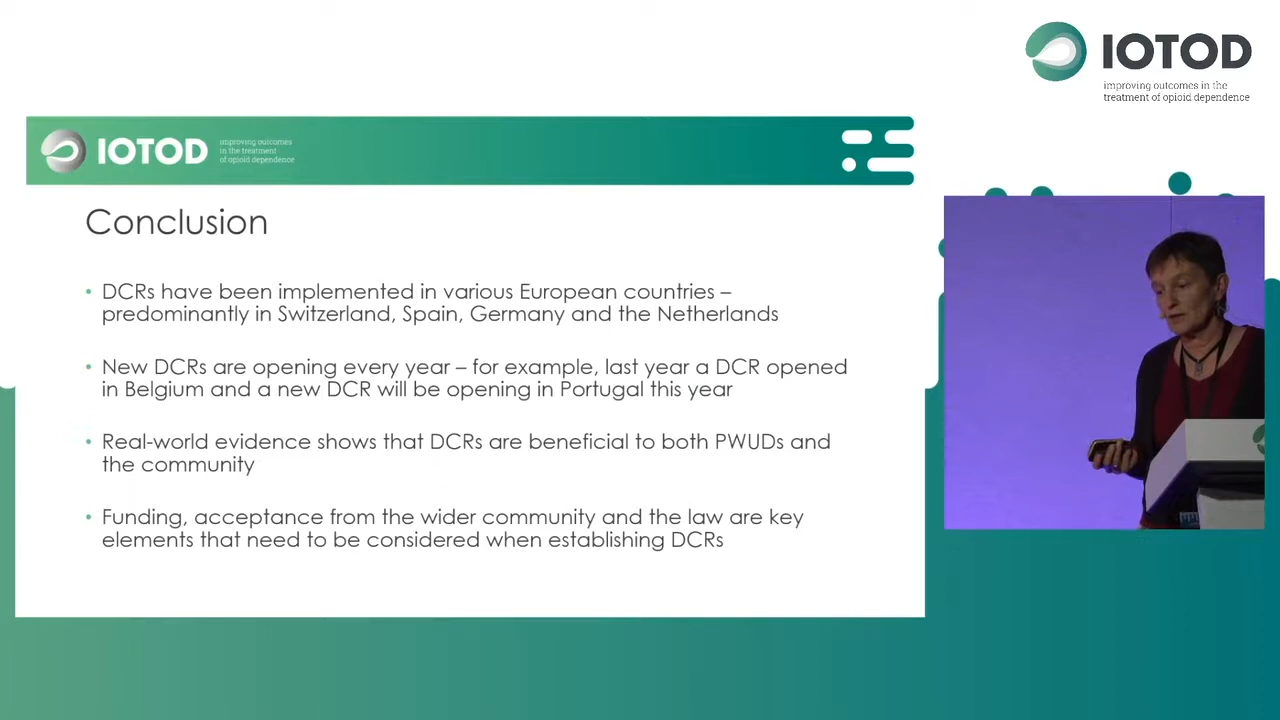 IOTOD
improving outcomes in the
treatment of opioid dependence
IOTOD
improving outcomes
in the treatment
of opioid dependence
Conclusion
• DCRs have been implemented in various European countries –
predominantly in Switzerland, Spain, Germany and the Netherlands
• New DCRs are opening every year – for example, last year a DCR opened
in Belgium and a new DCR will be opening in Portugal this year
• Real-world evidence shows that DCRs are beneficial to both PWUDs and
the community
• Funding, acceptance from the wider community and the law are key
elements that need to be considered when establishing DCRs